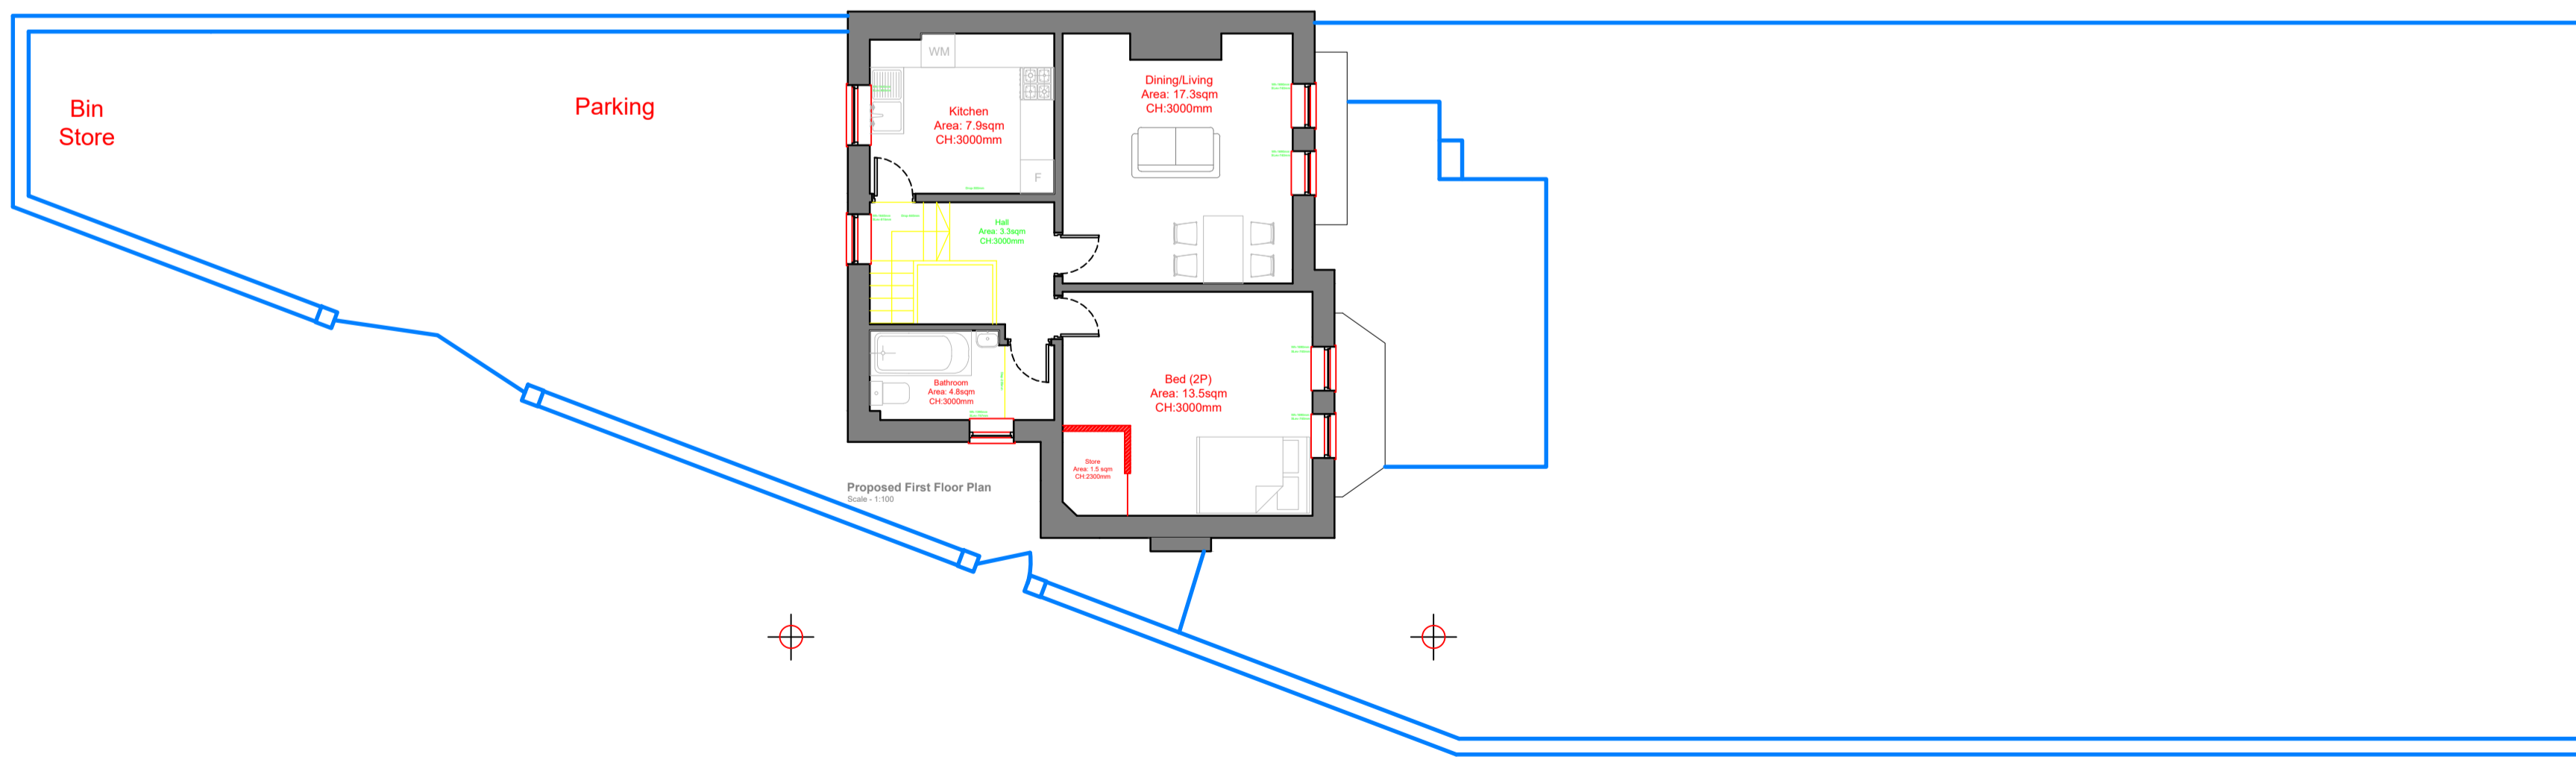 Bin
Store
Parking
WM
Kitchen
Area: 7.9sqm
CH:3000mm
F
Dining/Living
Area: 17.3sqm
CH:3000mm
Hall
Area: 3.3sqm
CH:3000mm
Bathroom
Area: 4.8sqm
CH:3000mm
Bed (2P)
Area: 13.5sqm
CH:3000mm
Store
Area: 1.5 sqm
CH:2300mm
Proposed First Floor Plan
Scale - 1:100